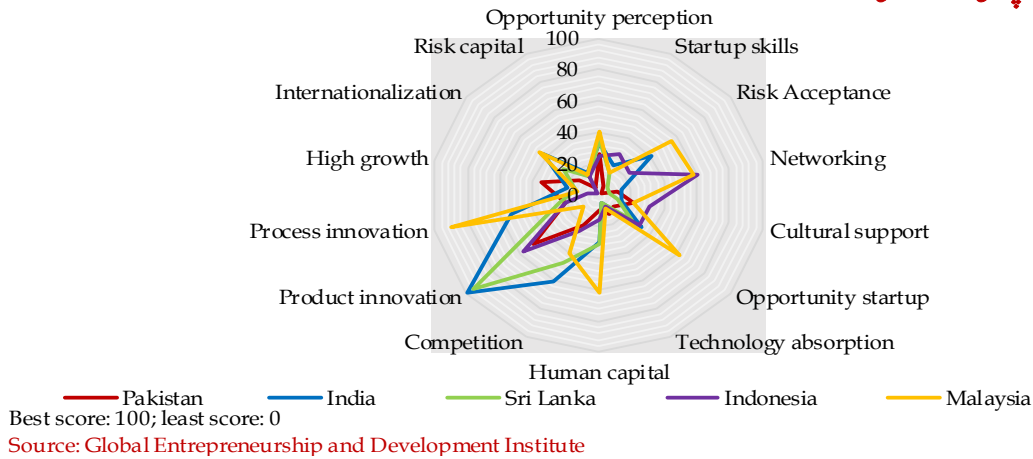 Opportunity perception
Startup skills
Risk Acceptance
Networking
Cultural support
Opportunity startup
Technology absorption
Human capital
Competition
Product innovation
Process innovation
High growth
Internationalization
Risk capital
100
80
60
40
20
0
Pakistan India Sri Lanka Indonesia Malaysia
Best score: 100; least score: 0
Source: Global Entrepreneurship and Development Institute